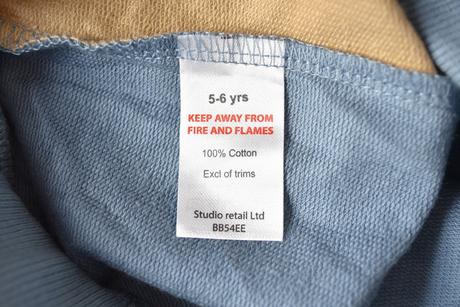 5-6 yrs
KEEP AWAY FROM
FIRE AND FLAMES
100% Cotton
Excl of trims
Studio retail Ltd
BB54EE